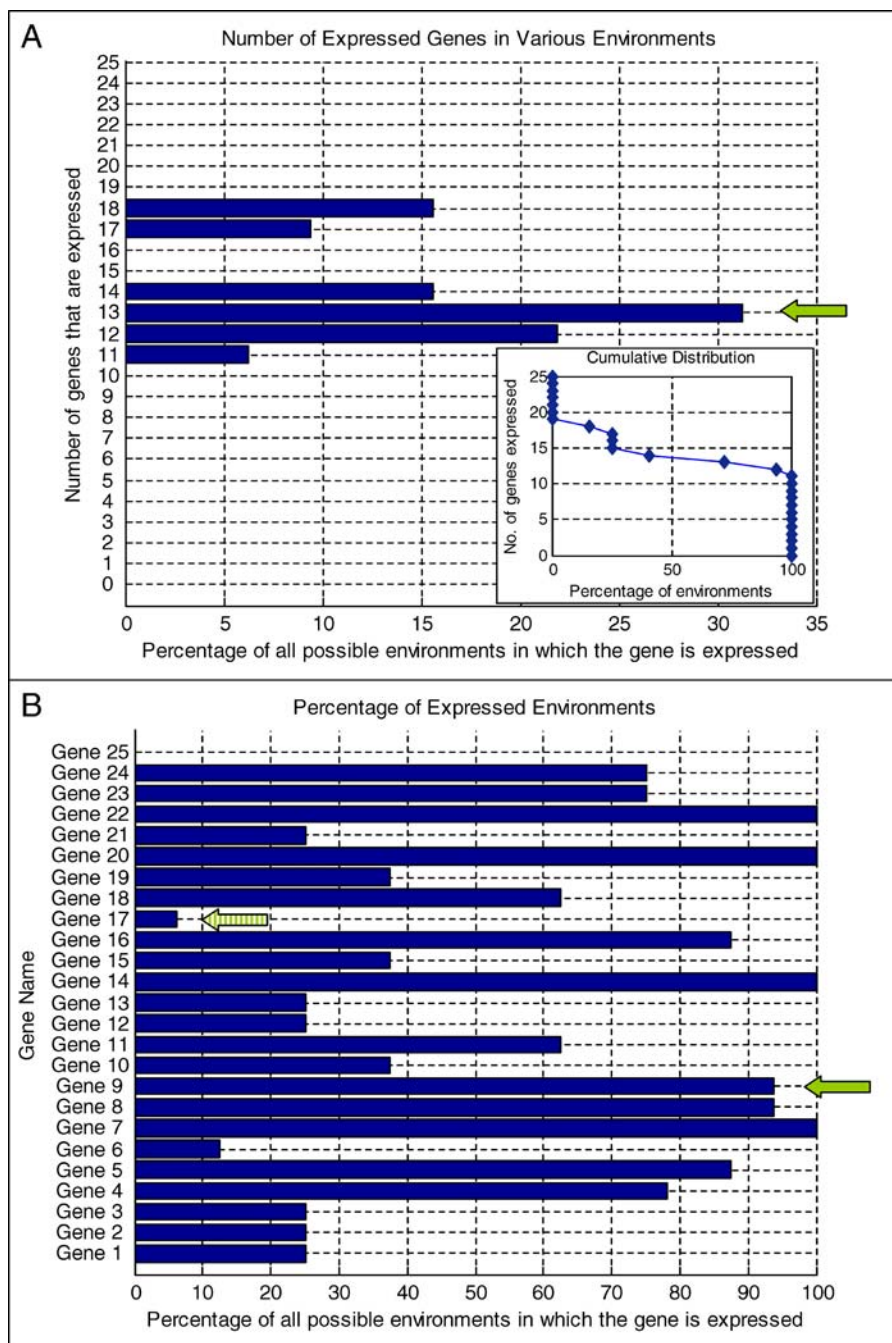 A
Number of Expressed Genes in Various Environments
Number of genes that are expressed
25
24
23
22
21
20
19
18
17
16
15
14
13
12
11
10
9
8
7
6
5
4
3
2
1
0
0 5 10 15 20 25 30 35
Percentage of all possible environments in which the gene is expressed
Cumulative Distribution
No. of genes expressed
25
20
15
10
5
0
0 50 100
Percentage of environments
B
Percentage of Expressed Environments
Gene Name
Gene 25
Gene 24
Gene 23
Gene 22
Gene 21
Gene 20
Gene 19
Gene 18
Gene 17
Gene 16
Gene 15
Gene 14
Gene 13
Gene 12
Gene 11
Gene 10
Gene 9
Gene 8
Gene 7
Gene 6
Gene 5
Gene 4
Gene 3
Gene 2
Gene 1
0 10 20 30 40 50 60 70 80 90 100
Percentage of all possible environments in which the gene is expressed